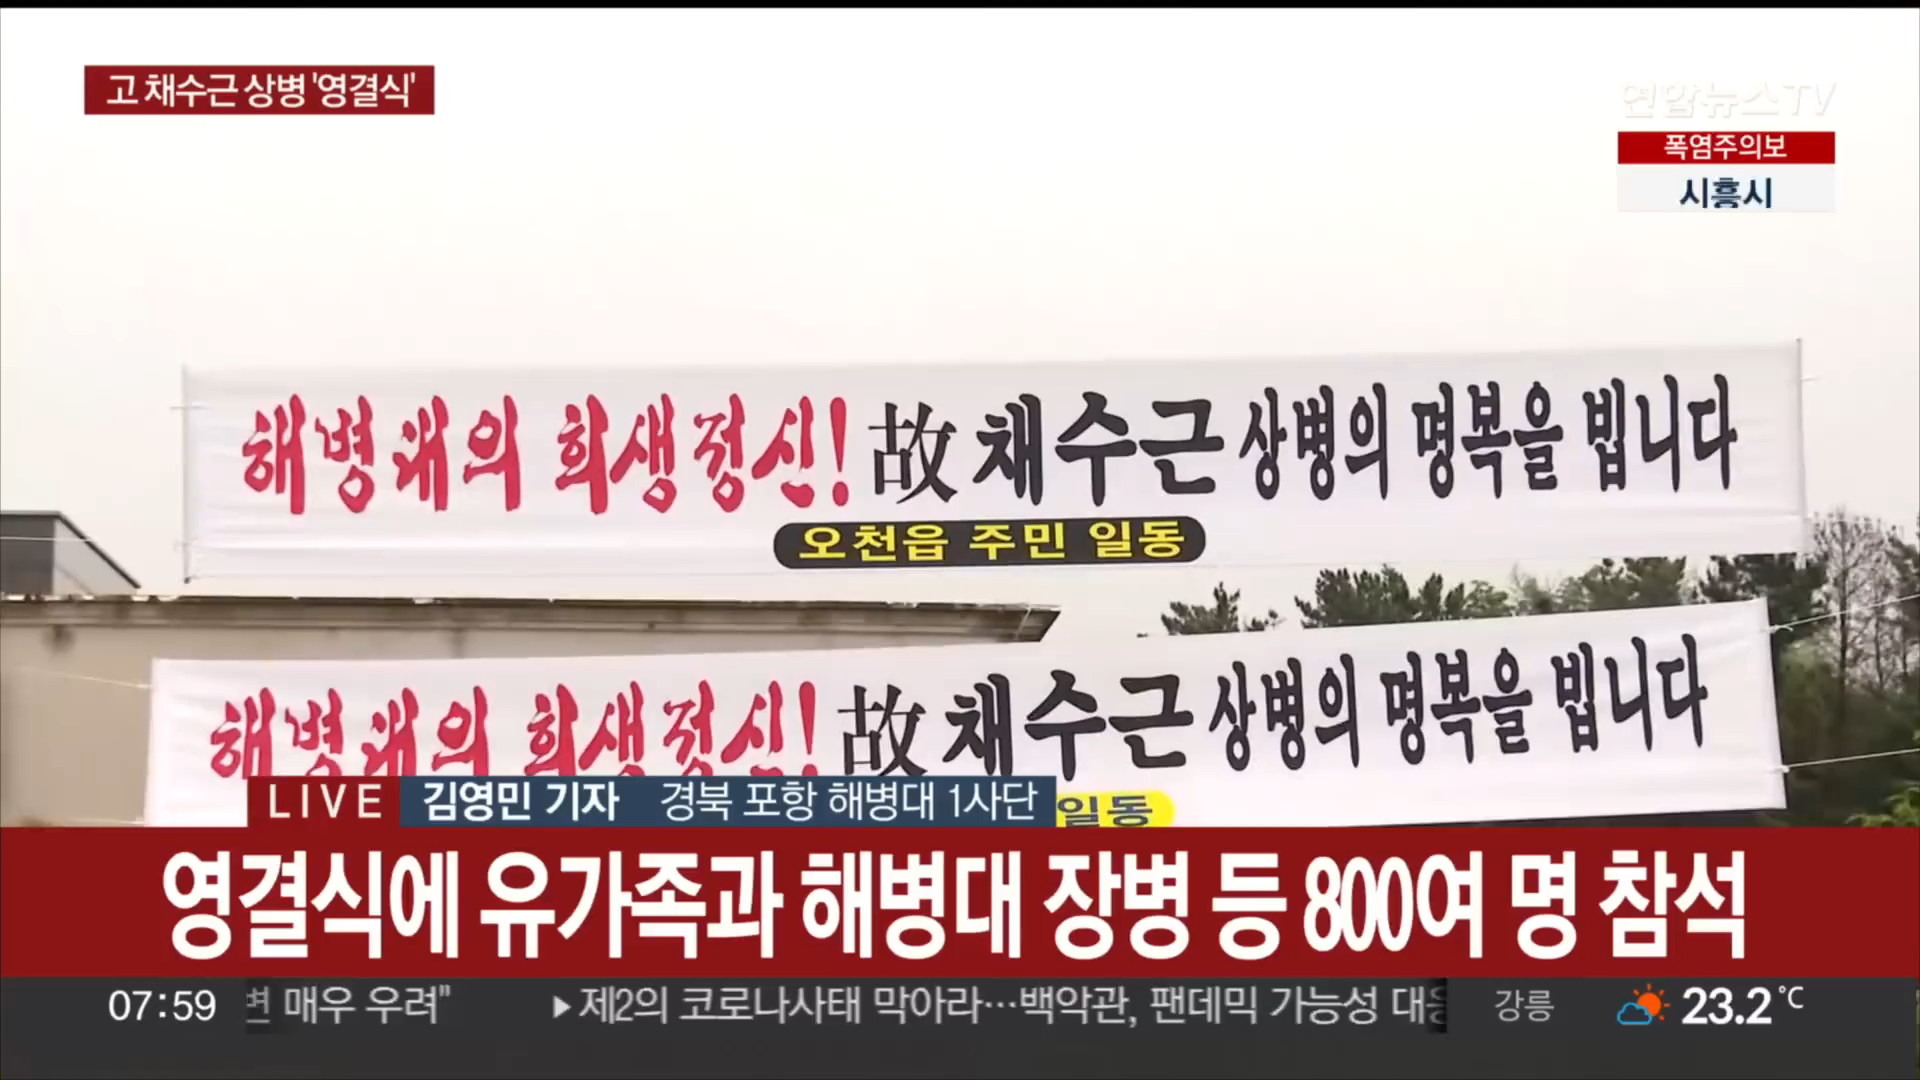 고 채수근 상병 '영결식'
연합뉴스TV
폭염주의보
시흥시
해병대의 희생정신! 故 채수근 상병의 명복을 빕니다
오천읍 주민 일동
해병대의 희생정신! 故 채수근 상병의 명복을 빕니다
일동
LIVE 김영민 기자 경북 포항 해병대 1사단
영결식에 유가족과 해병대 장병 등 800여 명 참석
07:59 변 매우 우려" ▶제2의 코로나사태 막아라…백악관, 팬데믹 가능성 대응 강릉 23.2℃